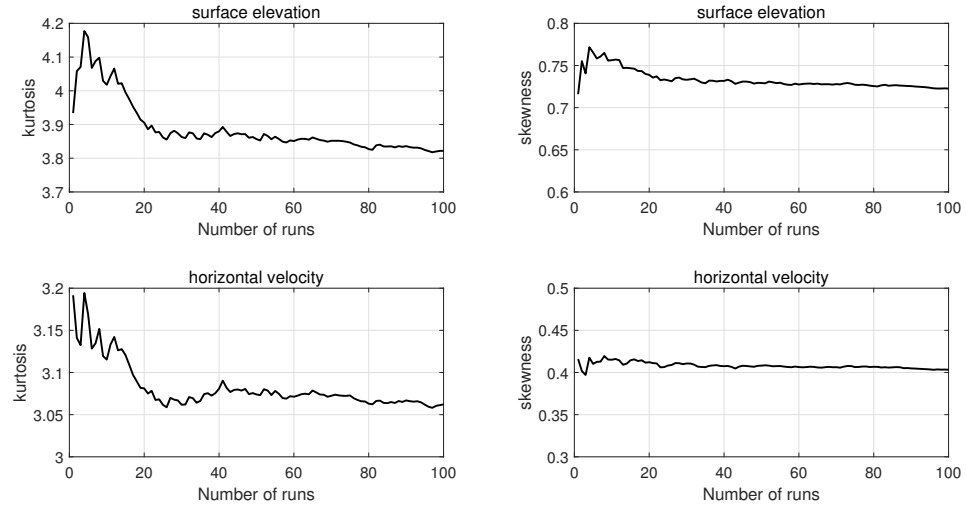 surface elevation
4.2
4.1
4
3.9
3.8
3.7
kurtosis
0 20 40 60 80 100
Number of runs
surface elevation
0.8
0.75
0.7
0.65
0.6
skewness
0 20 40 60 80 100
Number of runs
horizontal velocity
3.2
3.15
3.1
3.05
3
kurtosis
0 20 40 60 80 100
Number of runs
horizontal velocity
0.5
0.45
0.4
0.35
0.3
skewness
0 20 40 60 80 100
Number of runs